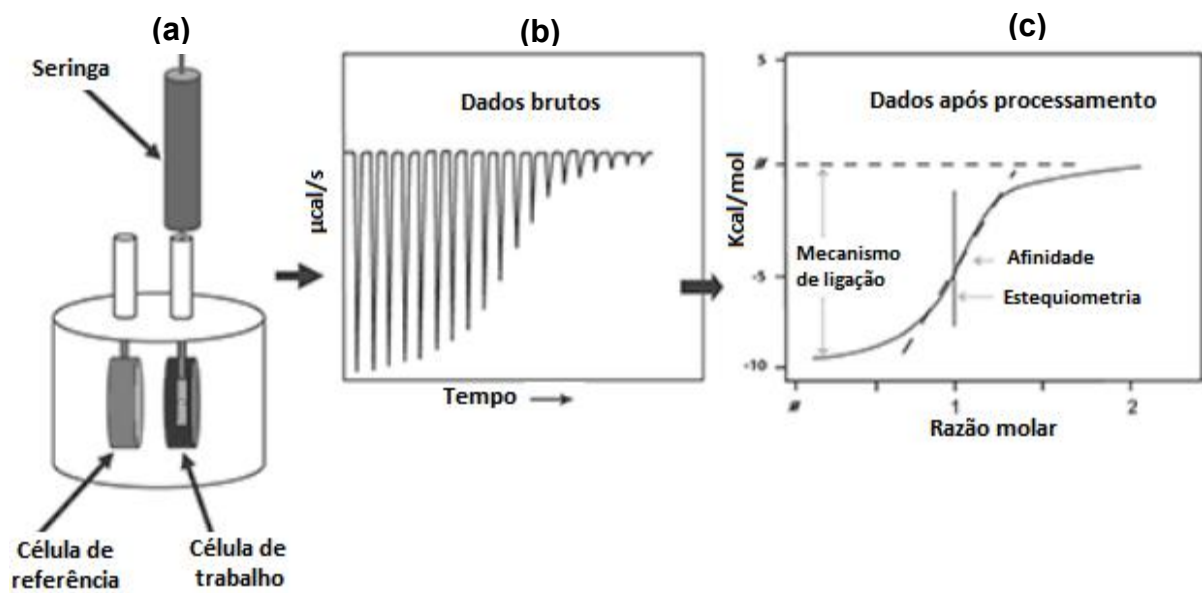 (a)
Seringa
Célula de
referência
Célula de
trabalho
(b)
Dados brutos
µcal/s
Tempo
(c)
Dados após processamento
Kcal/mol
5
-5
-10
Mecanismo
de ligação
Afinidade
Estequiometria
1
2
Razão molar